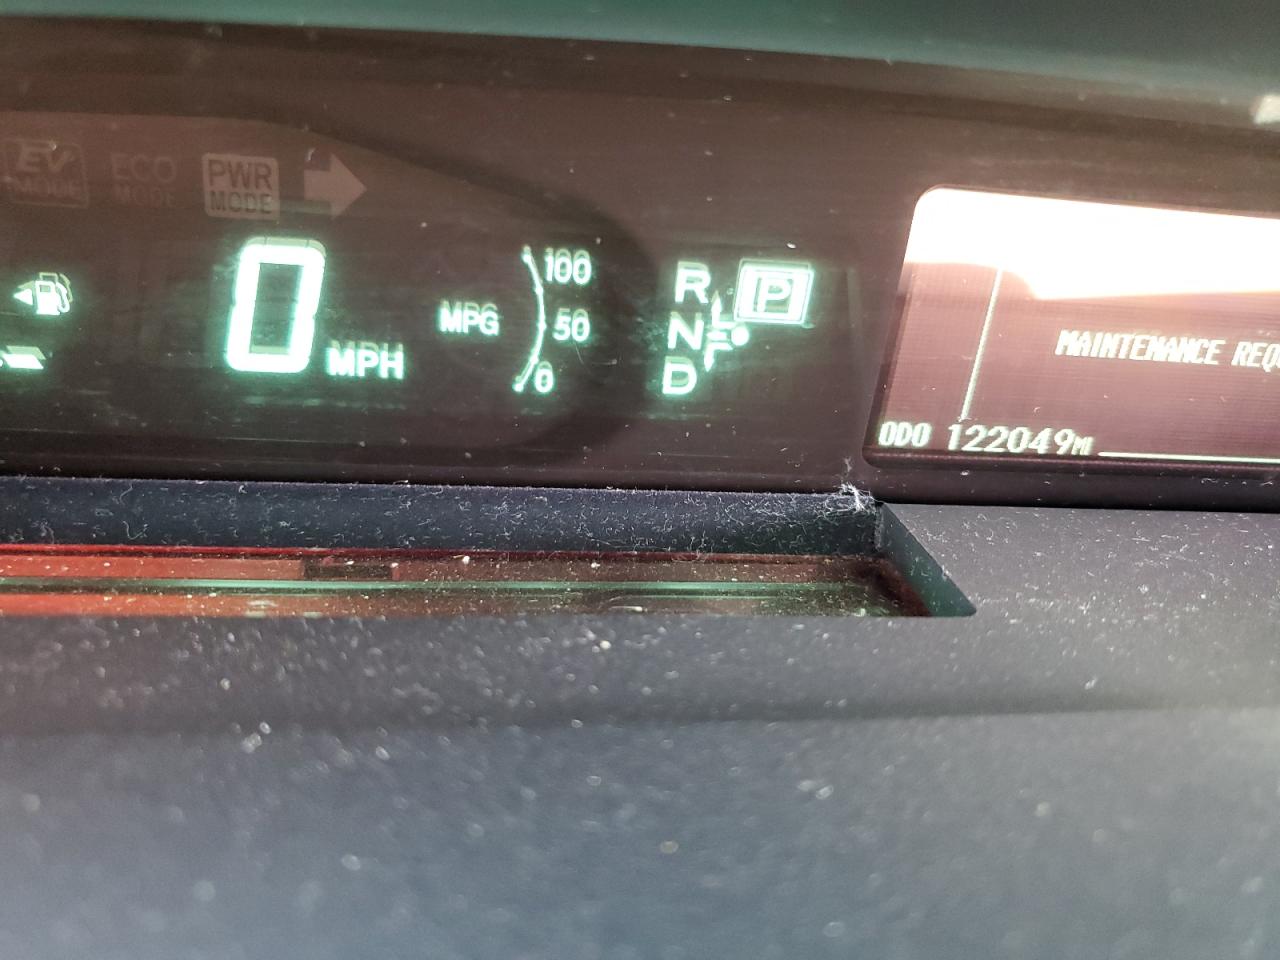 EV MODE
ECO MODE
PWR MODE
0 MPH
MPG
100
50
0
R
N
D
P
MAINTENANCE REQ
ODO 122049MI